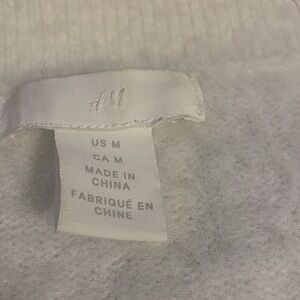 H&M
US M
CA M
MADE IN
CHINA
FABRIQUÉ EN
CHINE